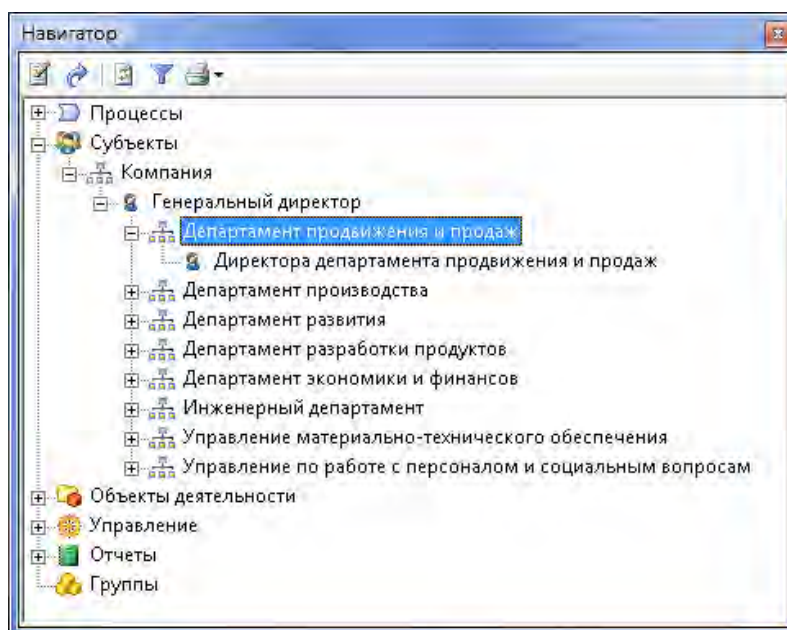 Навигатор
Процессы
Субъекты
Компания
Генеральный директор
Департамент продвижения и продаж
Директора департамента продвижения и продаж
Департамент производства
Департамент развития
Департамент разработки продуктов
Департамент экономики и финансов
Инженерный департамент
Управление материально-технического обеспечения
Управление по работе с персоналом и социальным вопросам
Объекты деятельности
Управление
Отчеты
Группы